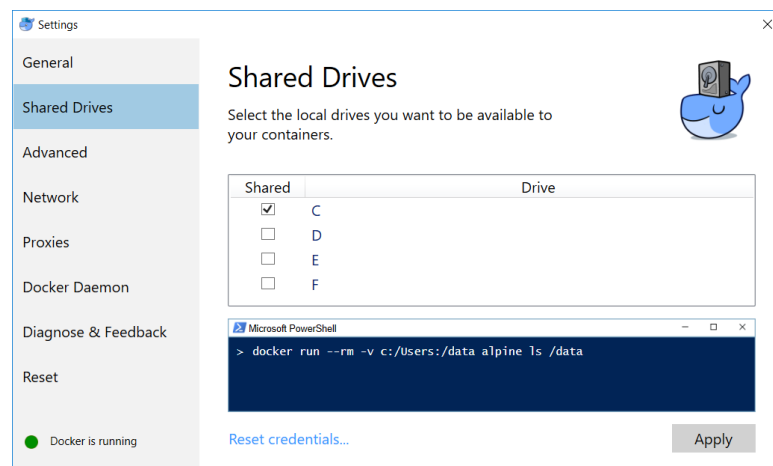 Settings
General
Shared Drives
Advanced
Network
Proxies
Docker Daemon
Diagnose & Feedback
Reset
Docker is running
Shared Drives
Select the local drives you want to be available to
your containers.
Shared Drive
C
D
E
F
Microsoft PowerShell
> docker run --rm -v c:/Users:/data alpine ls /data
Reset credentials...
Apply